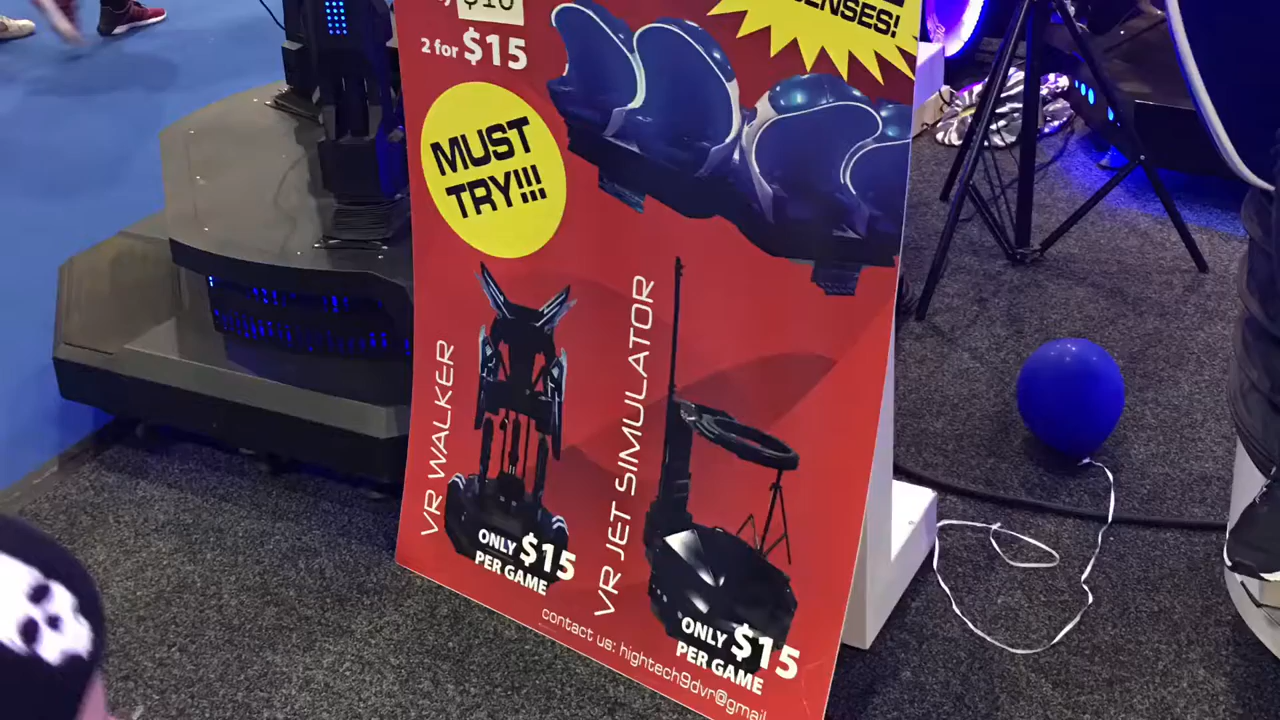 $10
2 for $15
SENSES!
MUST
TRY!!!
VR WALKER
VR JET SIMULATOR
ONLY $15
PER GAME
ONLY $15
PER GAME
contact us: hightech9dvr@gmail